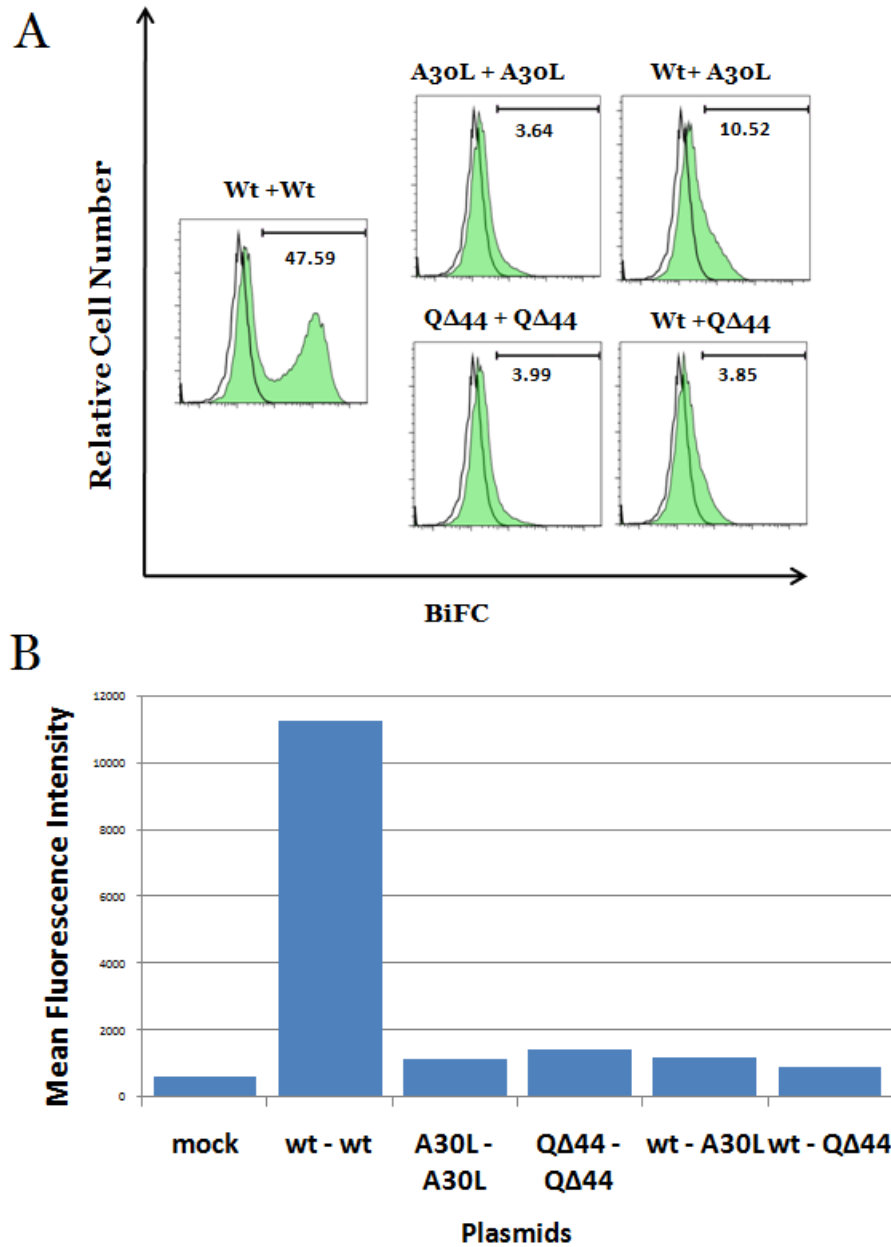 A
Relative Cell Number
Wt +Wt
47.59
A30L + A30L
3.64
Wt+ A30L
10.52
QΔ44 + QΔ44
3.99
Wt +QΔ44
3.85
BiFC
B
Mean Fluorescence Intensity
12000
10000
8000
6000
4000
2000
0
mock
wt - wt
A30L -
A30L
QΔ44 -
QΔ44
wt - A30L
wt - QΔ44
Plasmids